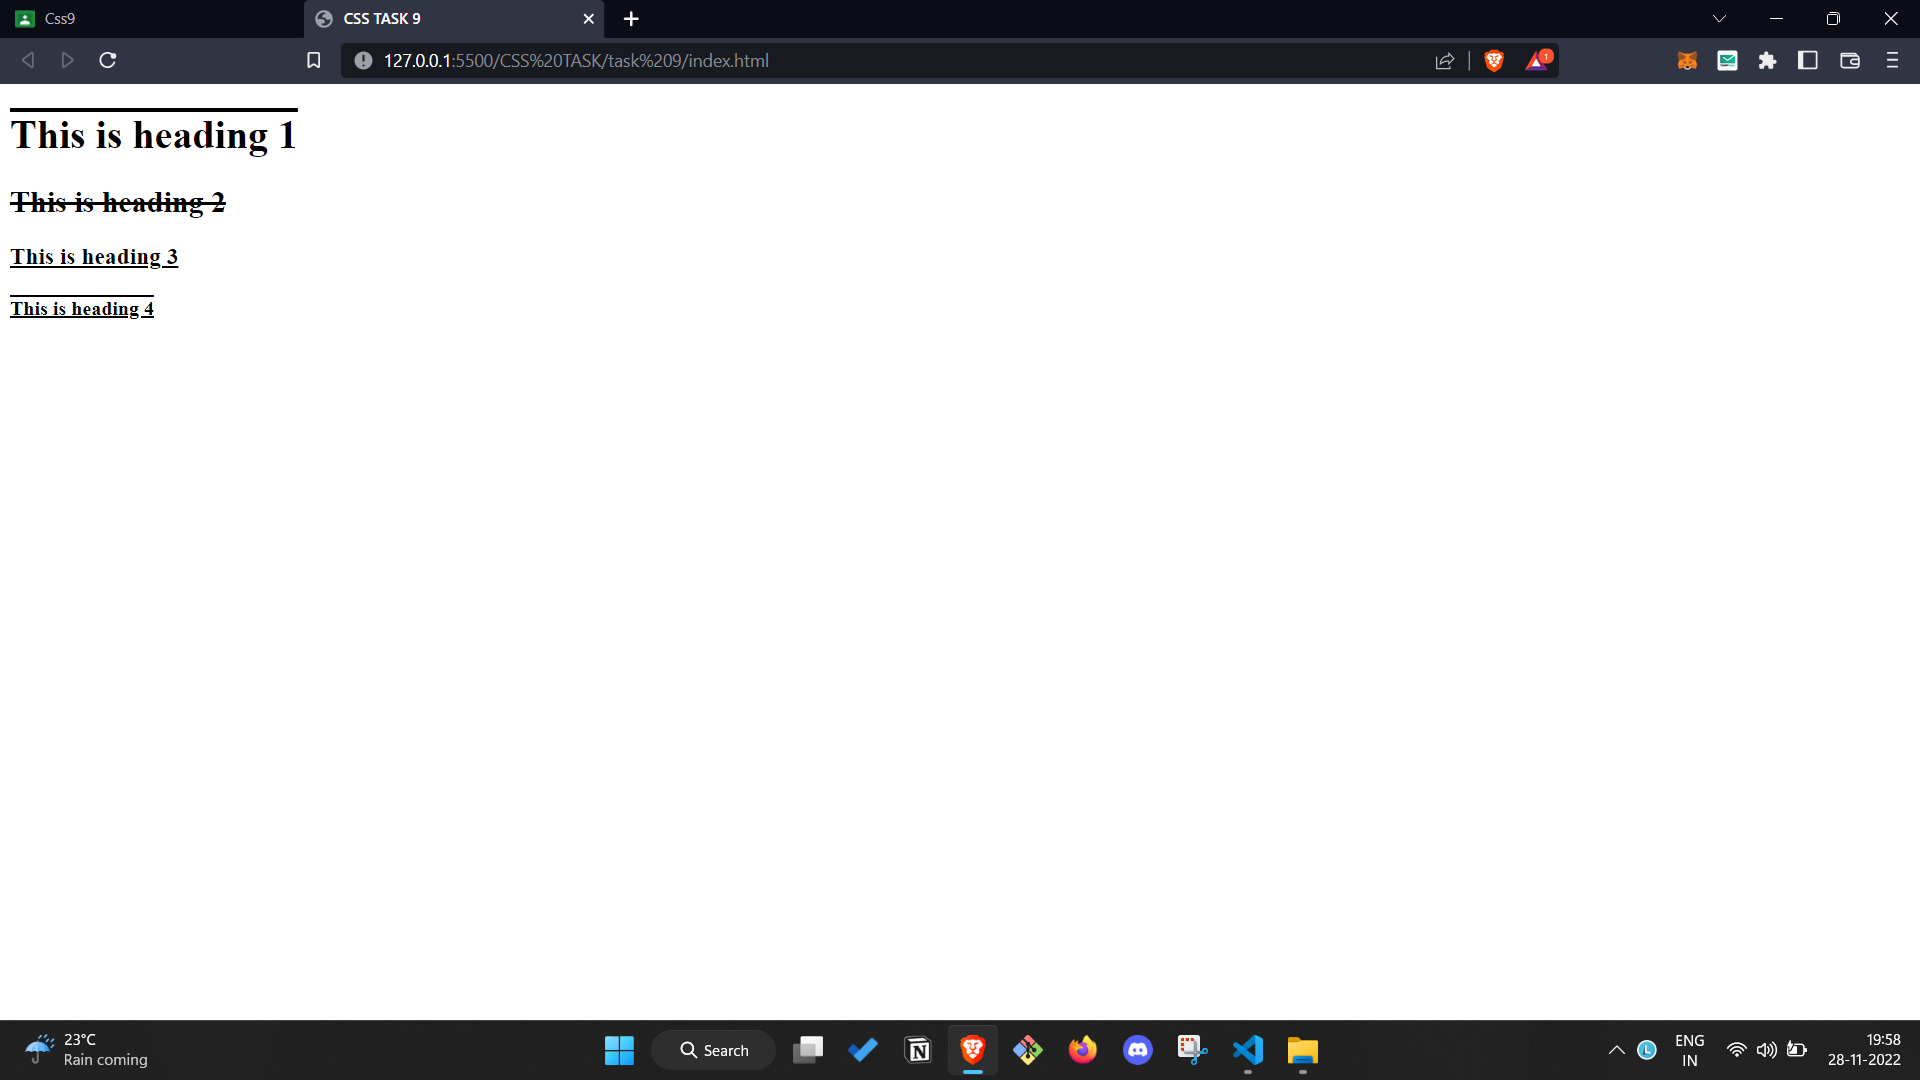 Css9
CSS TASK 9
127.0.0.1:5500/CSS%20TASK/task%209/index.html
1
This is heading 1
This is heading 2
This is heading 3
This is heading 4
23°C
Rain coming
Search
ENG
IN
19:58
28-11-2022